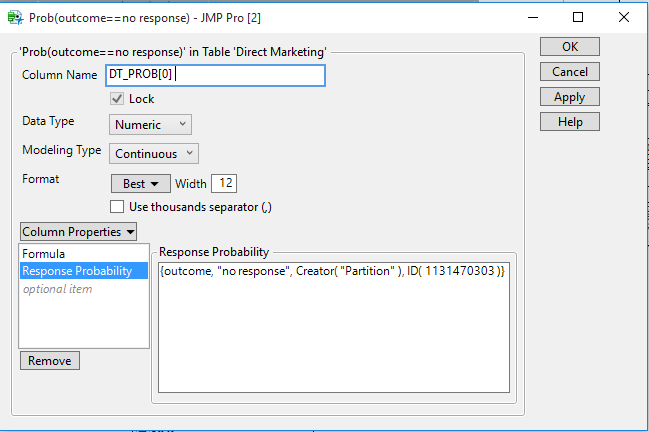 Prob(outcome==no response) - JMP Pro [2]
'Prob(outcome==no response)' in Table 'Direct Marketing'
OK
Column Name DT_PROB[0]
Cancel
Lock
Apply
Data Type Numeric
Help
Modeling Type Continuous
Format Best Width 12
Use thousands separator (,)
Column Properties
Formula
Response Probability
optional item
Remove
Response Probability
{outcome, "no response", Creator( "Partition" ), ID( 1131470303 )}